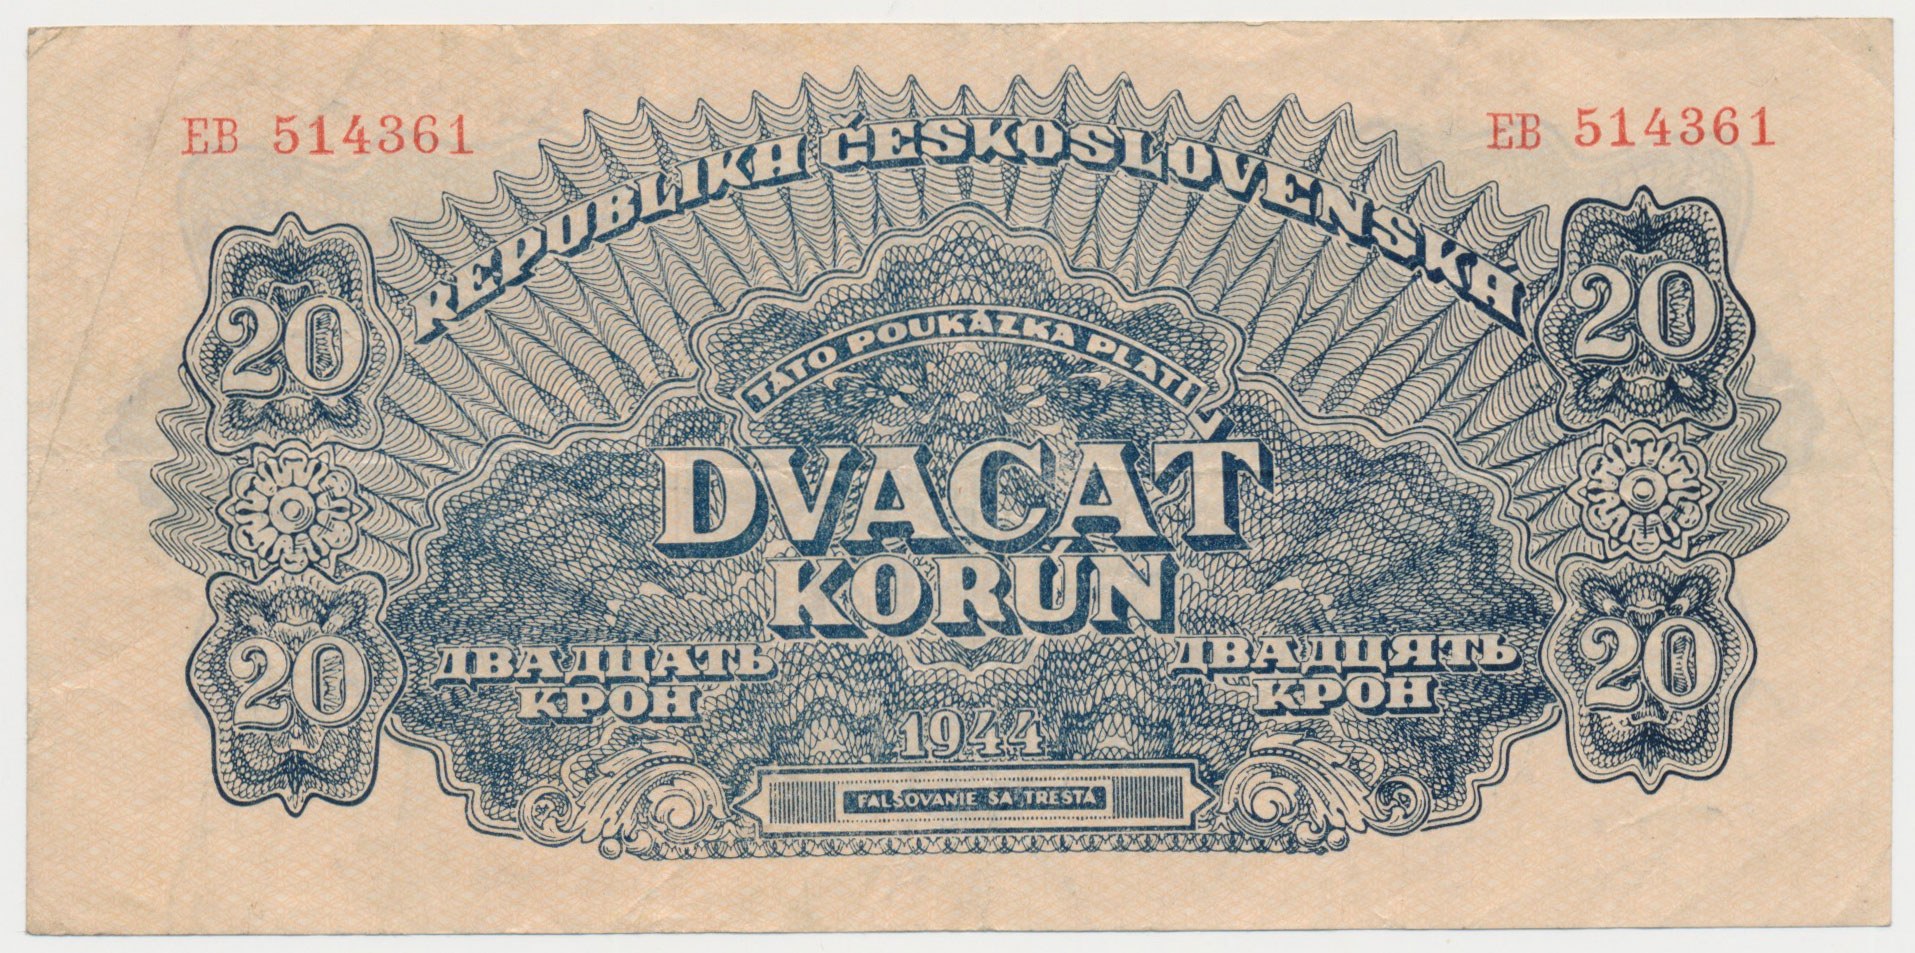 EB 514361
EB 514361
REPUBLIKA ČESKOSLOVENSKÁ
20
20
TÁTO POUKÁZKA PLATÍ
DVACAŤ
KORÚN
ДВАДЦАТЬ
КРОН
ДВАДЦЯТЬ
КРОН
20
20
1944
FALŠOVANIE SA TRESTÁ